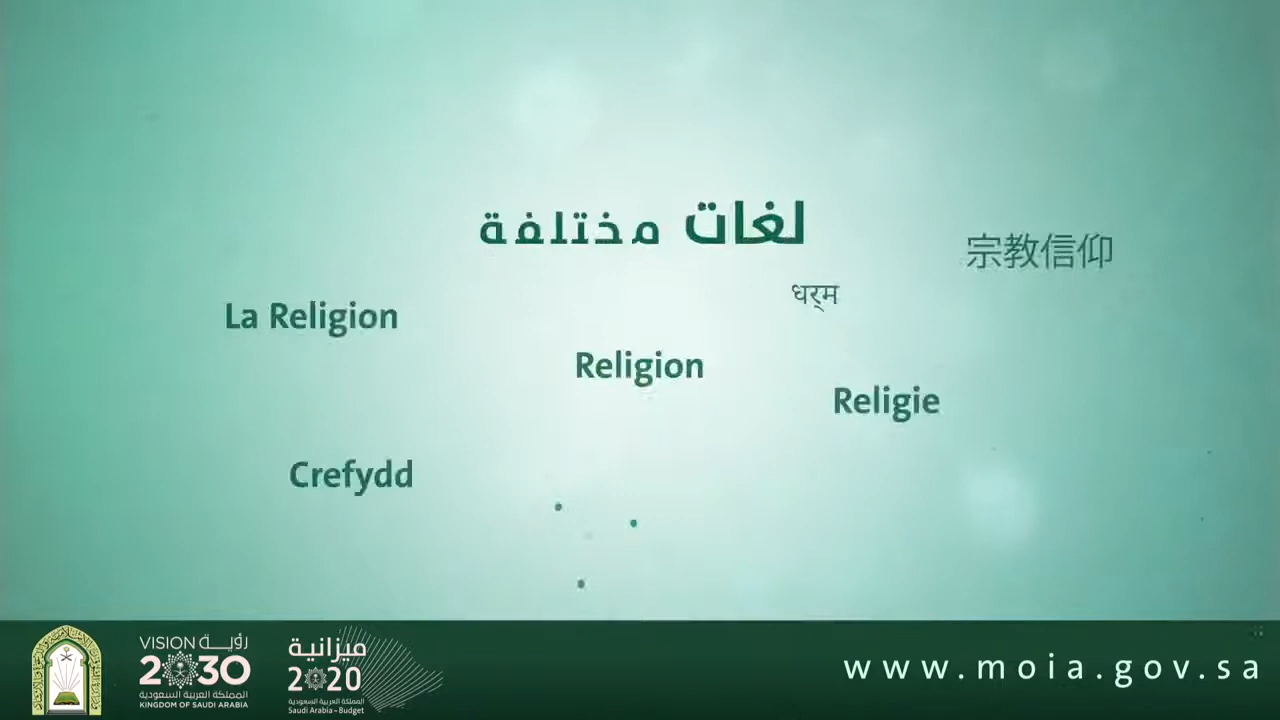 لغات مختلفة
宗教信仰
धर्म
La Religion
Religion
Religie
Crefydd
VISION رؤيـــة
2030
المملكة العربية السعودية
KINGDOM OF SAUDI ARABIA
ميزانية
2020
المملكة العربية السعودية
Saudi Arabia - Budget
www.moia.gov.sa